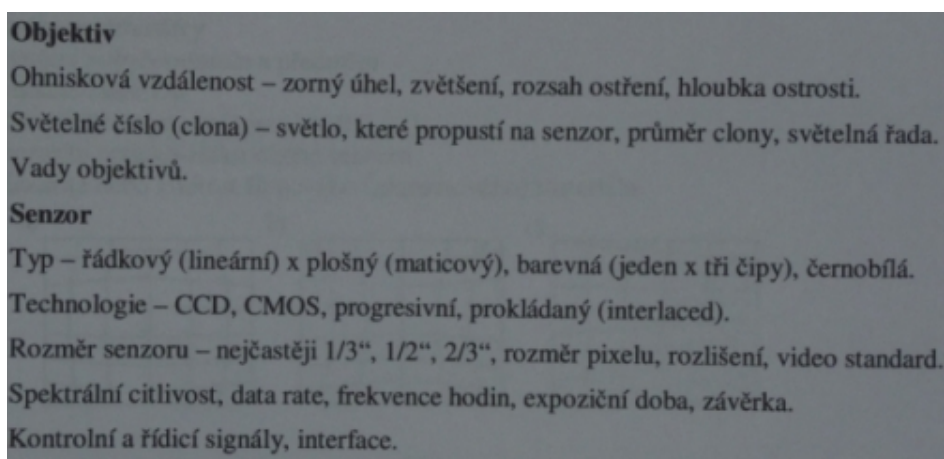 Objektiv
Ohnisková vzdálenost – zorný úhel, zvětšení, rozsah ostření, hloubka ostrosti.
Světelné číslo (clona) – světlo, které propustí na senzor, průměr clony, světelná řada.
Vady objektivů.
Senzor
Typ – řádkový (lineární) x plošný (maticový), barevná (jeden x tři čipy), černobílá.
Technologie – CCD, CMOS, progresivní, prokládaný (interlaced).
Rozměr senzoru – nejčastěji 1/3“, 1/2“, 2/3“, rozměr pixelu, rozlišení, video standard.
Spektrální citlivost, data rate, frekvence hodin, expoziční doba, závěrka.
Kontrolní a řídicí signály, interface.